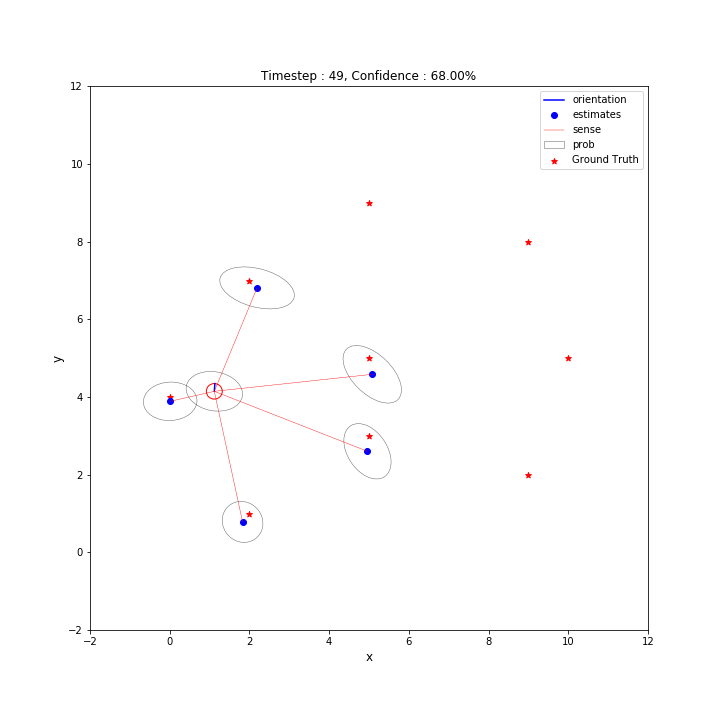 Timestep : 49, Confidence : 68.00%
orientation
estimates
sense
prob
Ground Truth
12
10
8
6
4
2
0
−2
y
−2 0 2 4 6 8 10 12
x